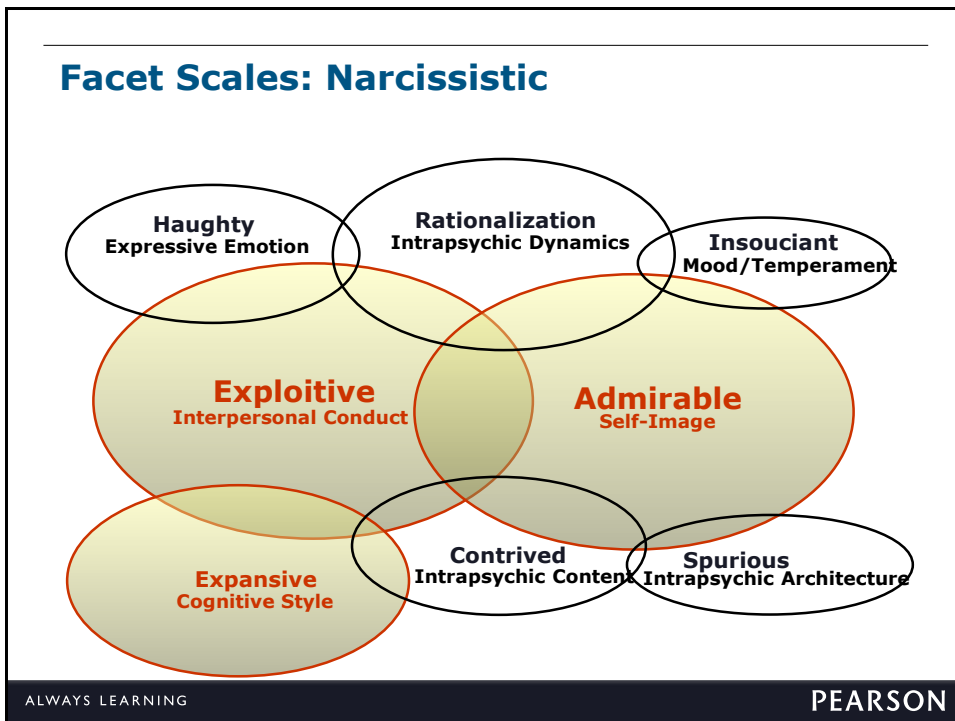 Facet Scales: Narcissistic
Haughty
Expressive Emotion
Rationalization
Intrapsychic Dynamics
Insouciant
Mood/Temperament
Exploitive
Interpersonal Conduct
Admirable
Self-Image
Expansive
Cognitive Style
Contrived
Intrapsychic Content
Spurious
Intrapsychic Architecture
ALWAYS LEARNING
PEARSON